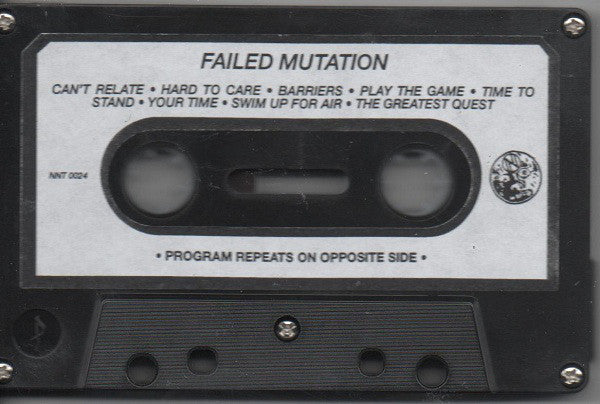 FAILED MUTATION
CAN'T RELATE • HARD TO CARE • BARRIERS • PLAY THE GAME • TIME TO
STAND • YOUR TIME • SWIM UP FOR AIR • THE GREATEST QUEST
NNT 0024
• PROGRAM REPEATS ON OPPOSITE SIDE •